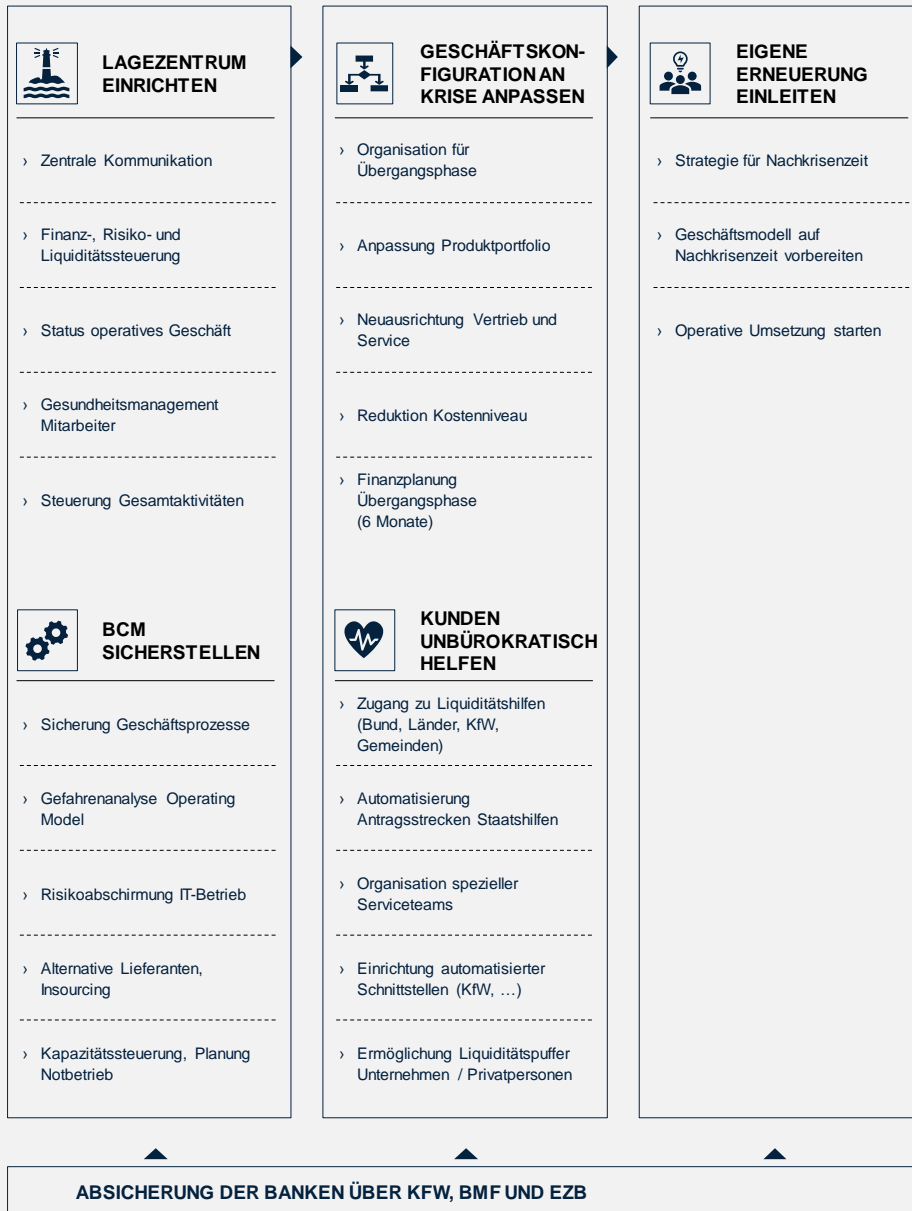 LAGEZENTRUM
EINRICHTEN
› Zentrale Kommunikation
› Finanz-, Risiko- und
Liquiditätssteuerung
› Status operatives Geschäft
› Gesundheitsmanagement
Mitarbeiter
› Steuerung Gesamtaktivitäten
BCM
SICHERSTELLEN
› Sicherung Geschäftsprozesse
› Gefahrenanalyse Operating
Model
› Risikoabschirmung IT-Betrieb
› Alternative Lieferanten,
Insourcing
› Kapazitätssteuerung, Planung
Notbetrieb
GESCHÄFTSKON-
FIGURATION AN
KRISE ANPASSEN
› Organisation für
Übergangsphase
› Anpassung Produktportfolio
› Neuausrichtung Vertrieb und
Service
› Reduktion Kostenniveau
› Finanzplanung
Übergangsphase
(6 Monate)
KUNDEN
UNBÜROKRATISCH
HELFEN
› Zugang zu Liquiditätshilfen
(Bund, Länder, KfW,
Gemeinden)
› Automatisierung
Antragsstrecken Staatshilfen
› Organisation spezieller
Serviceteams
› Einrichtung automatisierter
Schnittstellen (KfW, …)
› Ermöglichung Liquiditätspuffer
Unternehmen / Privatpersonen
EIGENE
ERNEUERUNG
EINLEITEN
› Strategie für Nachkrisenzeit
› Geschäftsmodell auf
Nachkrisenzeit vorbereiten
› Operative Umsetzung starten
ABSICHERUNG DER BANKEN ÜBER KFW, BMF UND EZB